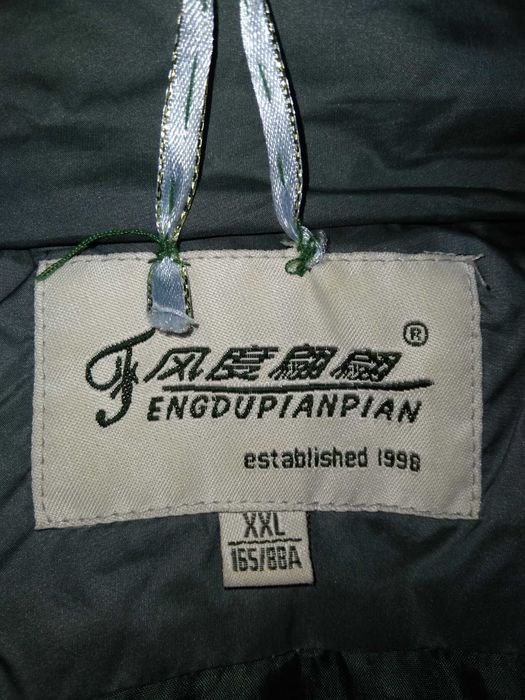 风度翩翩®
FENGDUPIANPIAN
established 1998
XXL
165/88A